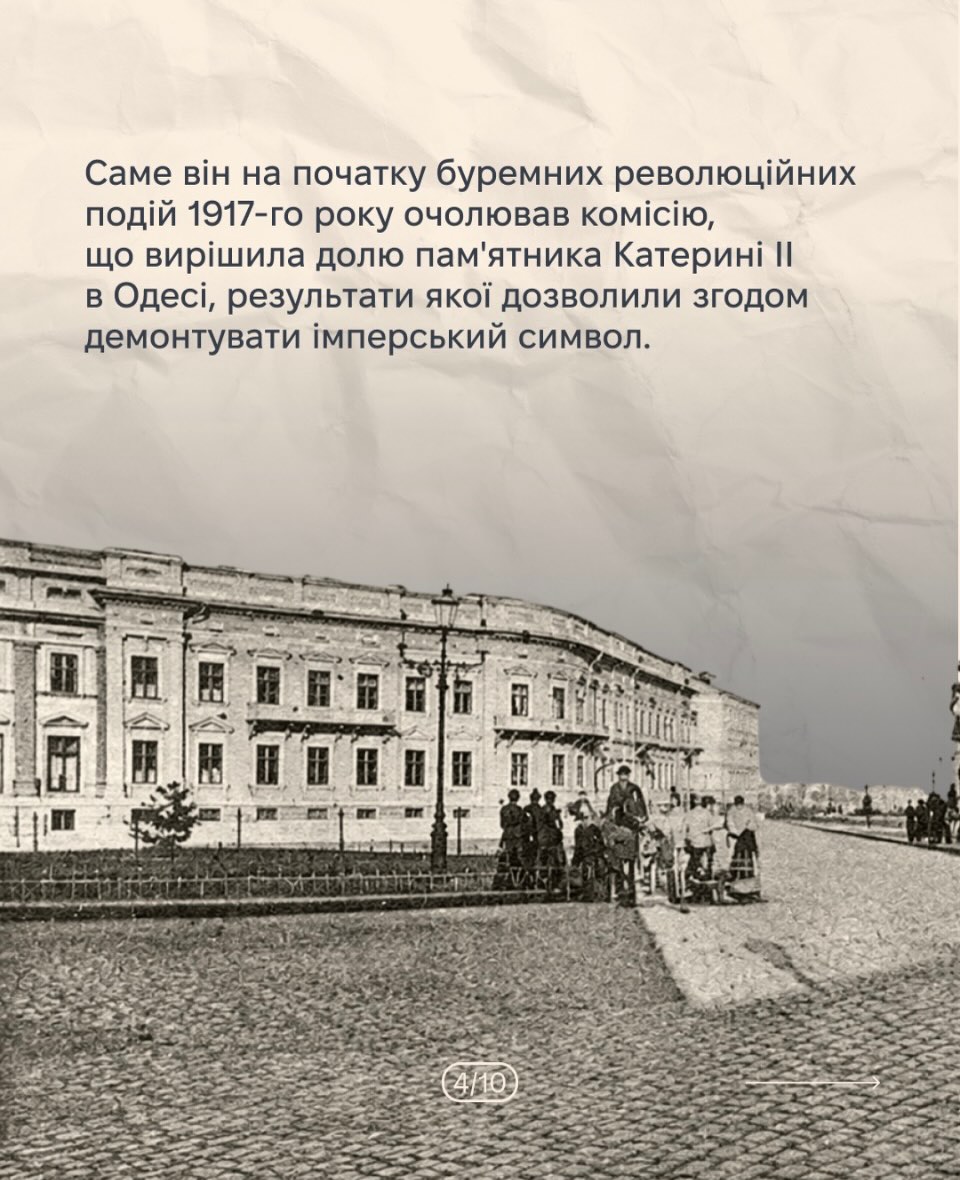 Саме він на початку буремних революційних
подій 1917-го року очолював комісію,
що вирішила долю пам'ятника Катерині II
в Одесі, результати якої дозволили згодом
демонтувати імперський символ.
4/10